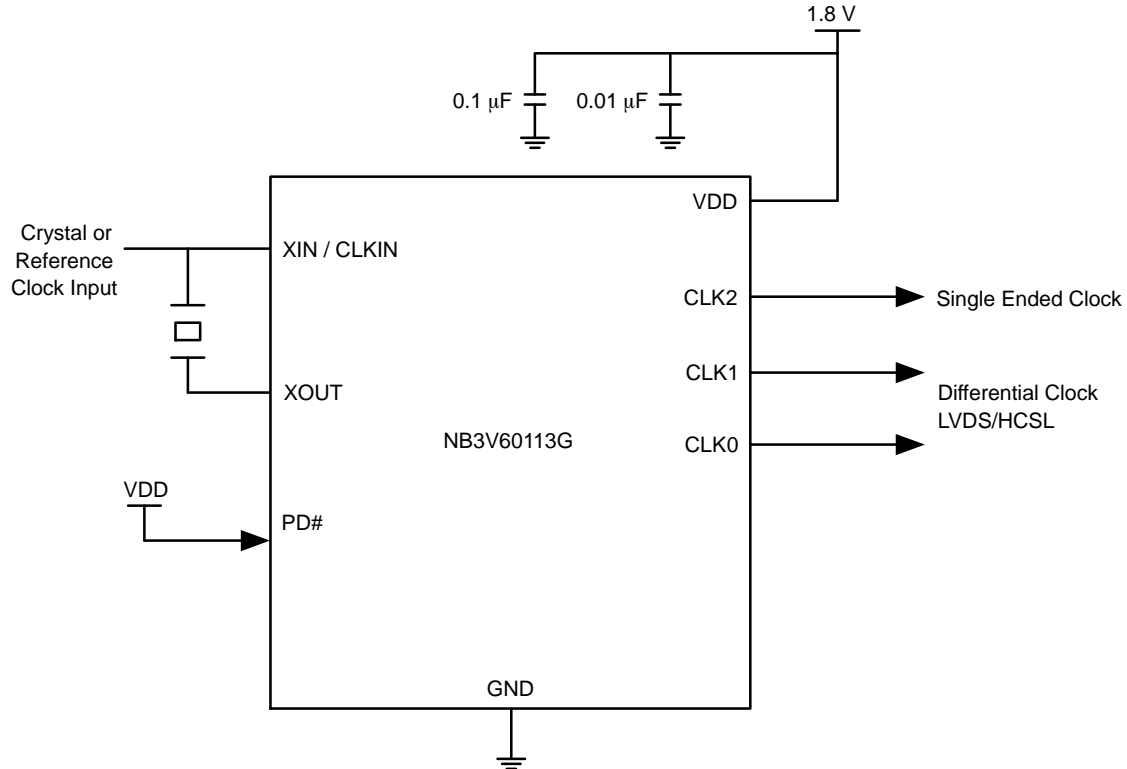 1.8 V
0.1 μF
0.01 μF
VDD
Crystal or
Reference
Clock Input
XIN / CLKIN
CLK2
Single Ended Clock
CLK1
XOUT
Differential Clock
LVDS/HCSL
NB3V60113G
CLK0
VDD
PD#
GND